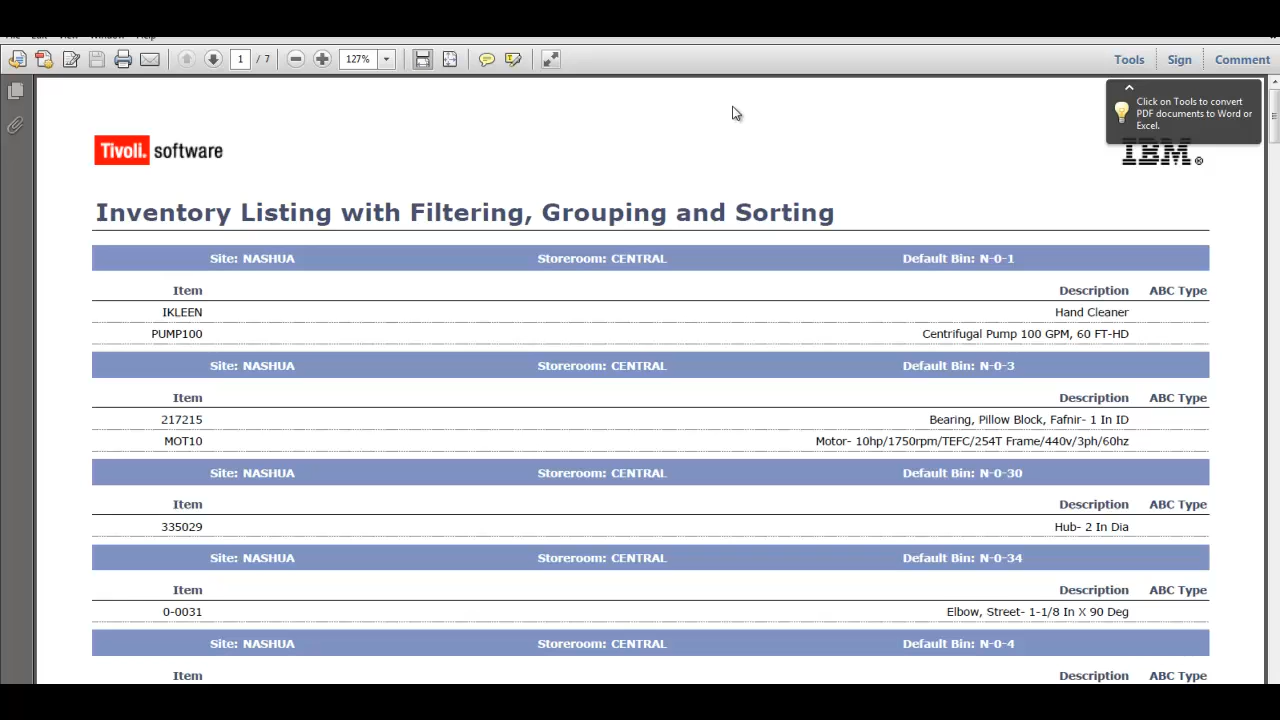 1 / 7 127% Tools Sign Comment
Click on Tools to convert
PDF documents to Word or
Excel.
Tivoli. software IBM®
Inventory Listing with Filtering, Grouping and Sorting
Site: NASHUA Storeroom: CENTRAL Default Bin: N-0-1
Item Description ABC Type
IKLEEN Hand Cleaner
PUMP100 Centrifugal Pump 100 GPM, 60 FT-HD
Site: NASHUA Storeroom: CENTRAL Default Bin: N-0-3
Item Description ABC Type
217215 Bearing, Pillow Block, Fafnir- 1 In ID
MOT10 Motor- 10hp/1750rpm/TEFC/254T Frame/440v/3ph/60hz
Site: NASHUA Storeroom: CENTRAL Default Bin: N-0-30
Item Description ABC Type
335029 Hub- 2 In Dia
Site: NASHUA Storeroom: CENTRAL Default Bin: N-0-34
Item Description ABC Type
0-0031 Elbow, Street- 1-1/8 In X 90 Deg
Site: NASHUA Storeroom: CENTRAL Default Bin: N-0-4
Item Description ABC Type